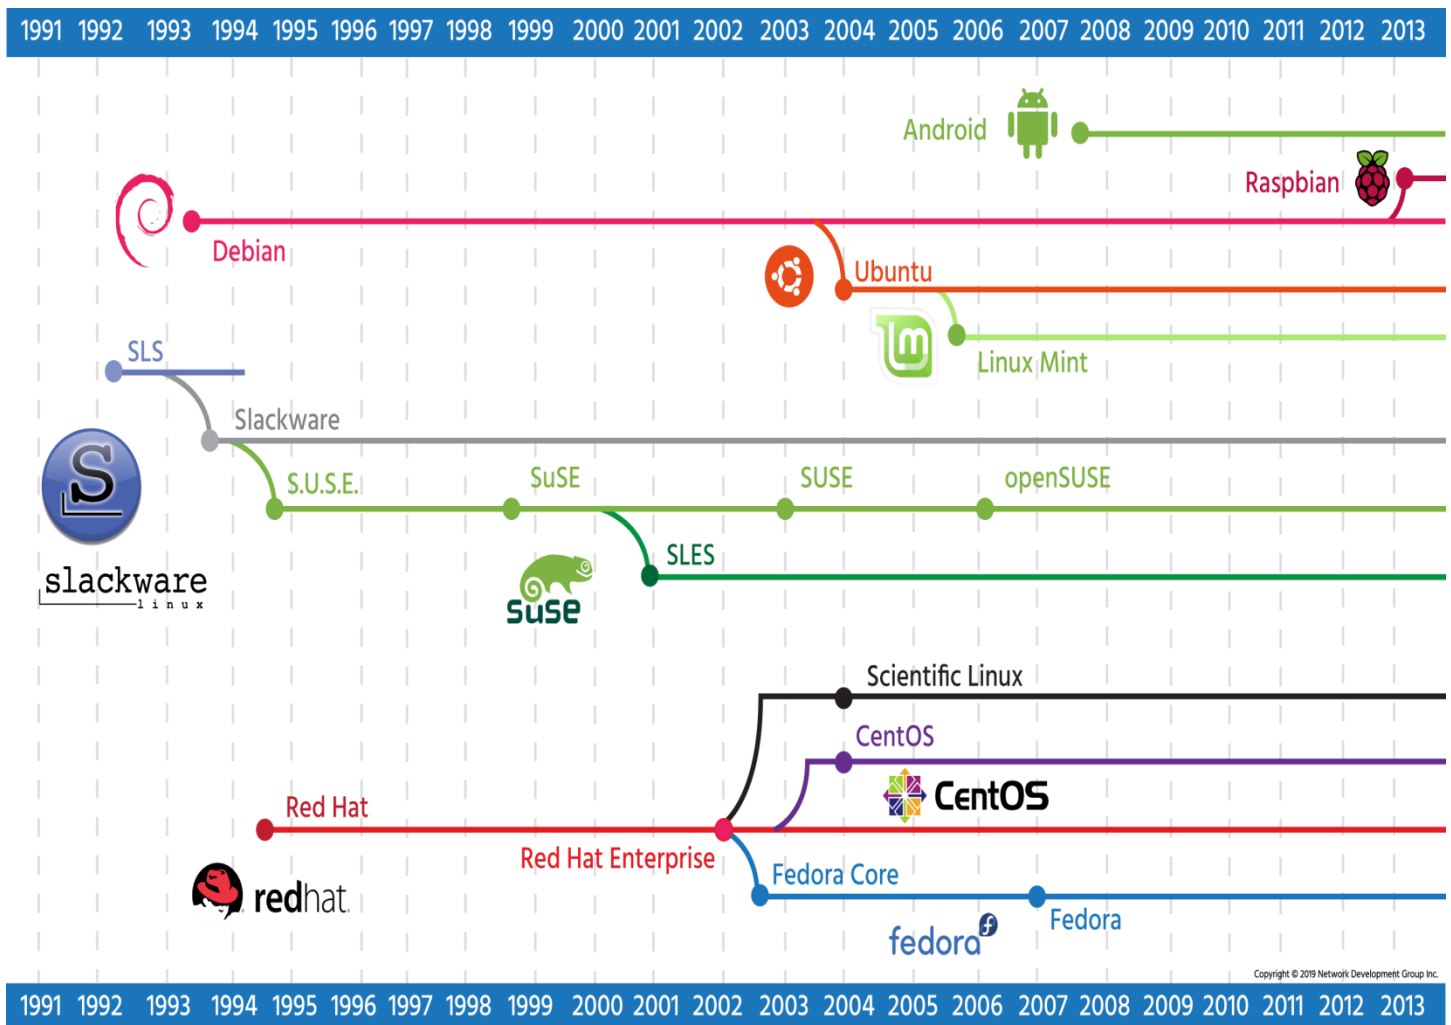 1991 1992 1993 1994 1995 1996 1997 1998 1999 2000 2001 2002 2003 2004 2005 2006 2007 2008 2009 2010 2011 2012 2013
Android
Raspbian
Debian
Ubuntu
lm
Linux Mint
SLS
Slackware
S
S.U.S.E.
SuSE
SUSE
openSUSE
SLES
slackware
linux
suse
Scientific Linux
CentOS
CentOS
Red Hat
Red Hat Enterprise
Fedora Core
redhat.
Fedora
f
fedora
Copyright © 2019 Network Development Group Inc.
1991 1992 1993 1994 1995 1996 1997 1998 1999 2000 2001 2002 2003 2004 2005 2006 2007 2008 2009 2010 2011 2012 2013